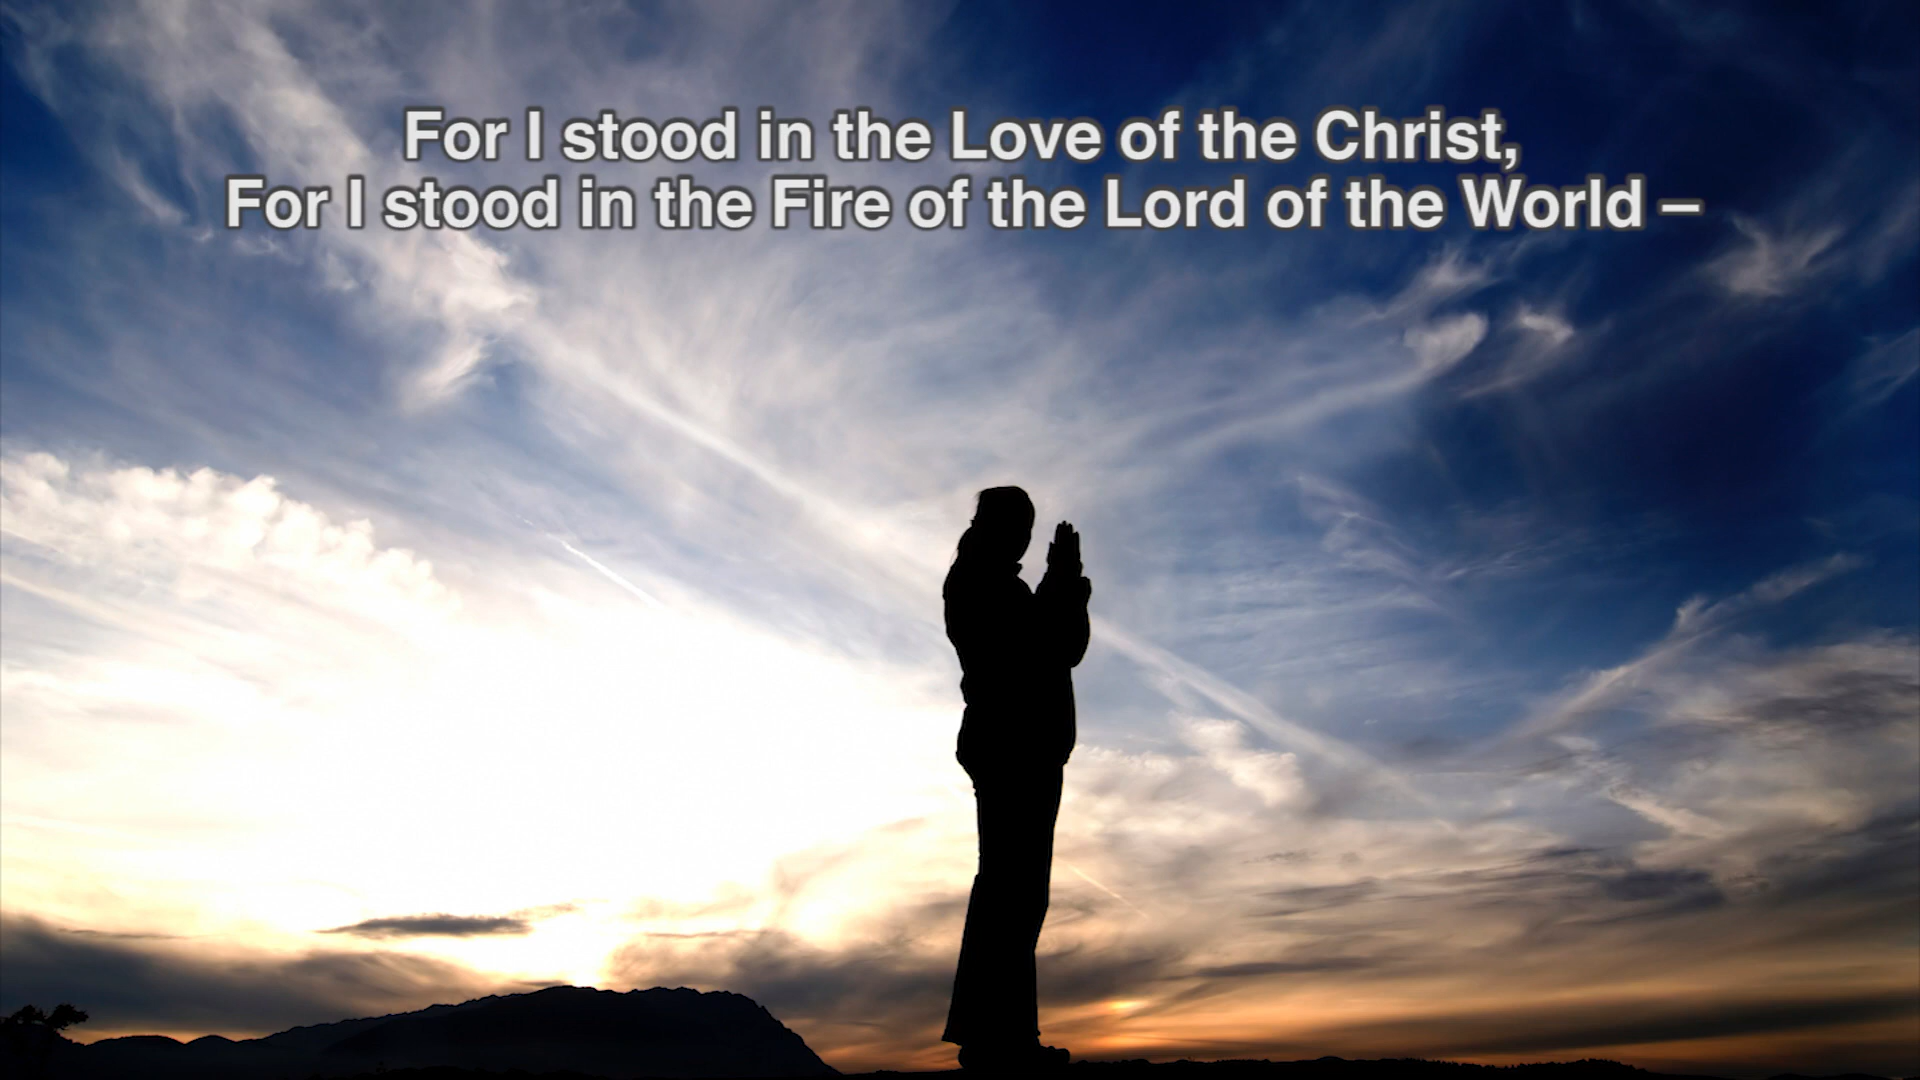 For I stood in the Love of the Christ,
For I stood in the Fire of the Lord of the World –